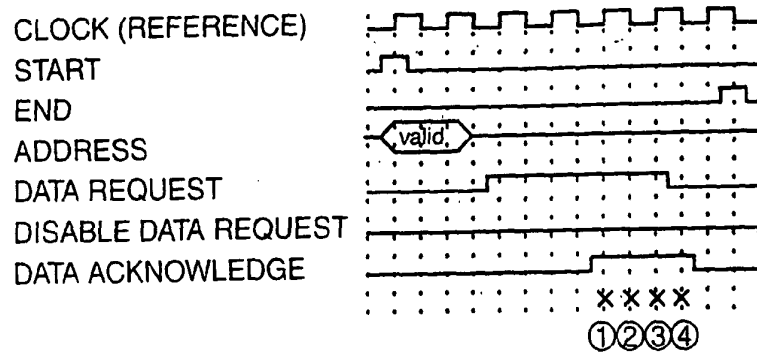 CLOCK (REFERENCE)
START
END
ADDRESS
valid
DATA REQUEST
DISABLE DATA REQUEST
DATA ACKNOWLEDGE
× × × ×
①②③④